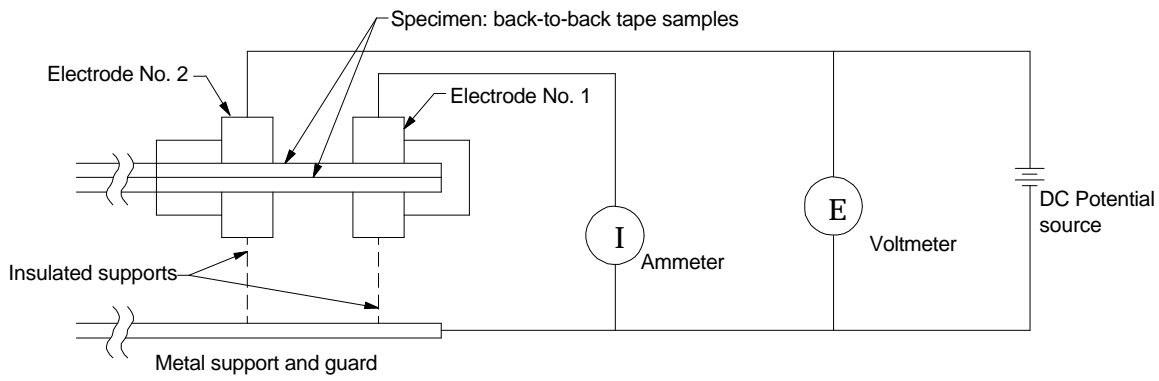 Specimen: back-to-back tape samples
Electrode No. 2
Electrode No. 1
I
Ammeter
E
Voltmeter
DC Potential
source
Insulated supports
Metal support and guard